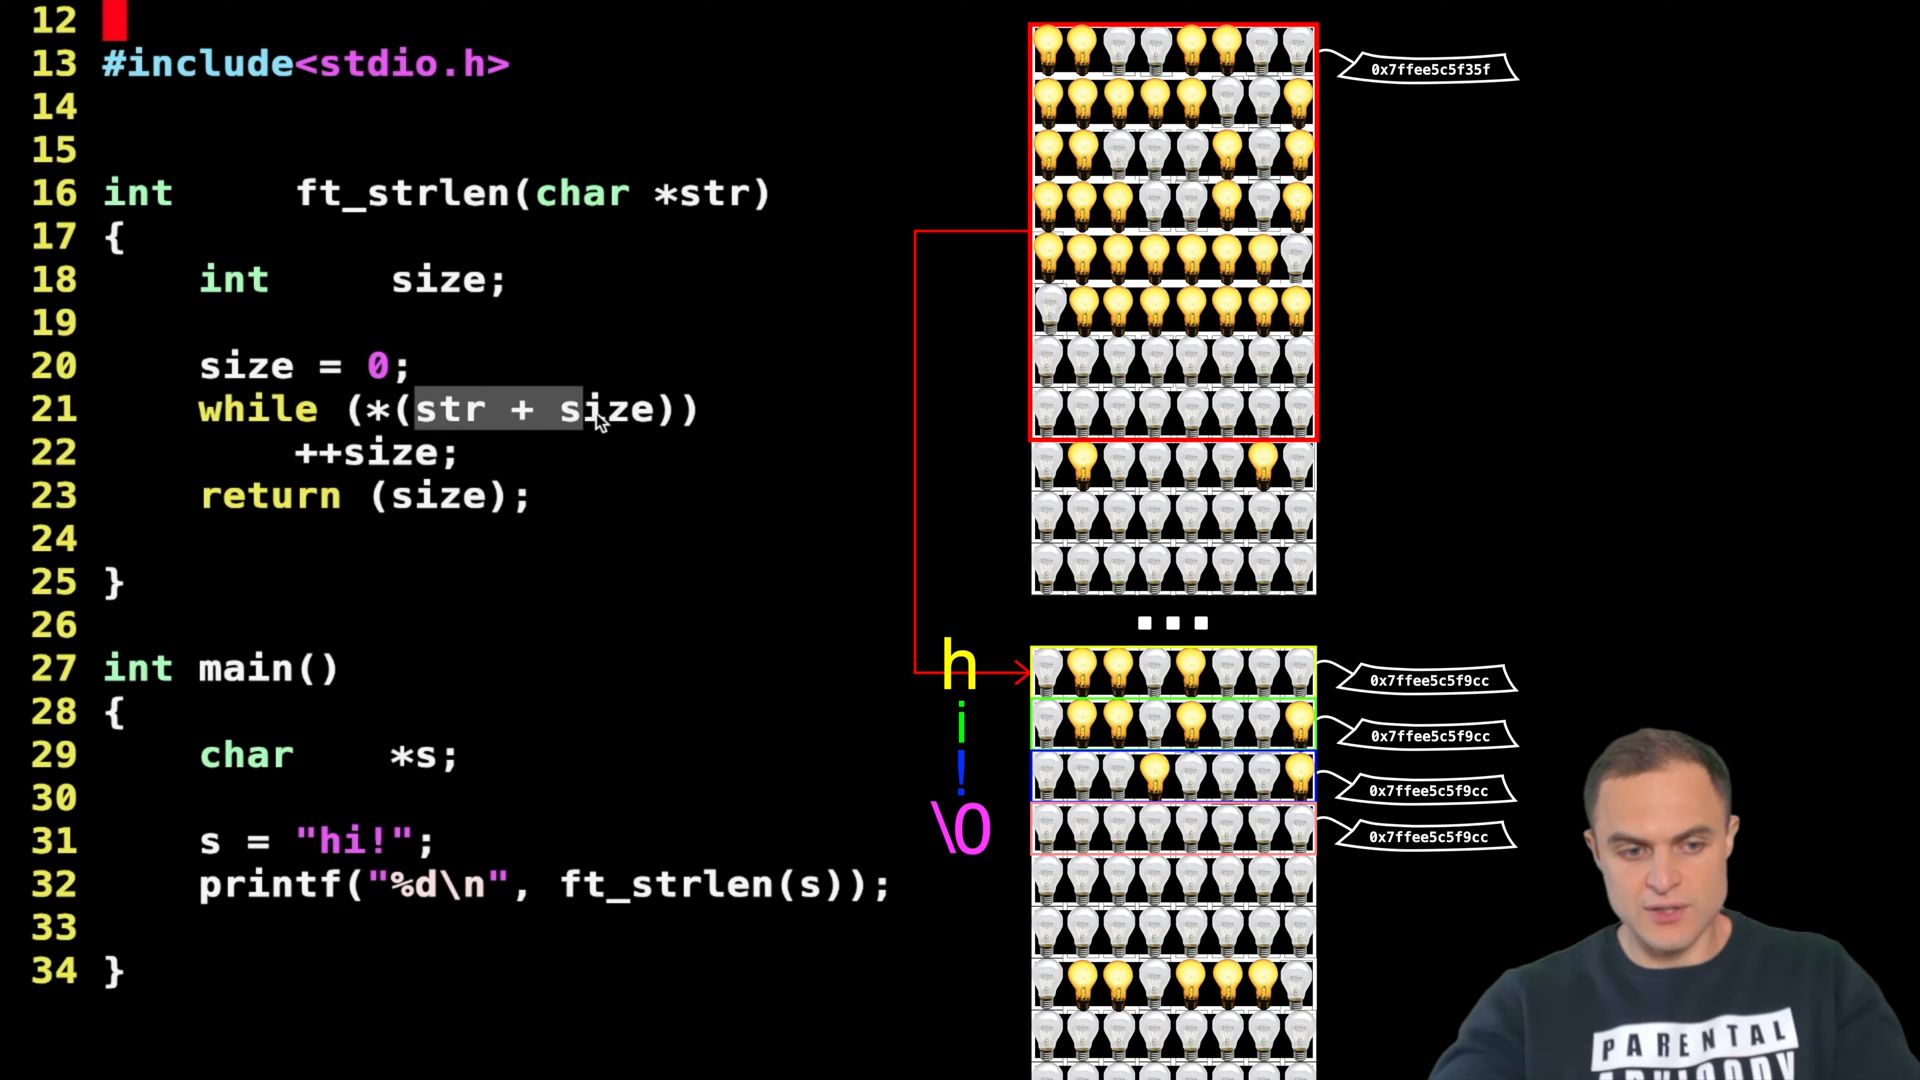 12
13 #include<stdio.h>
14
15
16 int ft_strlen(char *str)
17 {
18 int size;
19
20 size = 0;
21 while (*(str + size))
22 ++size;
23 return (size);
24
25 }
26
27 int main()
28 {
29 char *s;
30
31 s = "hi!";
32 printf("%d\n", ft_strlen(s));
33
34 }
0x7ffee5c5f35f
h 0x7ffee5c5f9cc
i 0x7ffee5c5f9cc
! 0x7ffee5c5f9cc
\0 0x7ffee5c5f9cc
PARENTAL